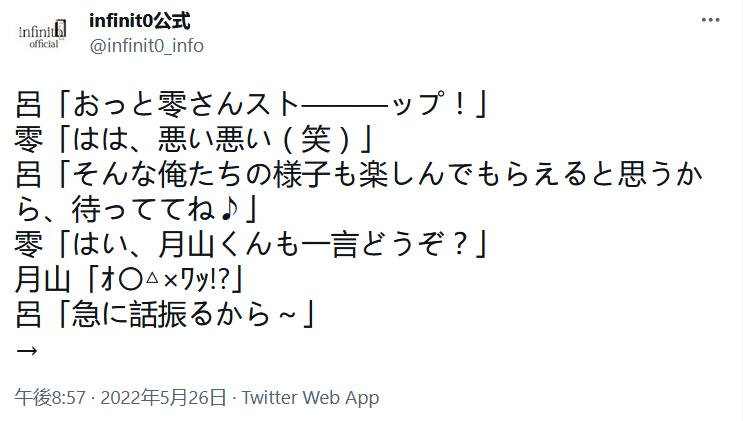 infinit0
official
infinit0公式
@infinit0_info
呂「おっと零さんスト―――ップ！」
零「はは、悪い悪い（笑）」
呂「そんな俺たちの様子も楽しんでもらえると思うか
ら、待っててね♪」
零「はい、月山くんも一言どうぞ？」
月山「ｵ〇△×ﾜｯ!?」
呂「急に話振るから～」
→
午後8:57 · 2022年5月26日 · Twitter Web App